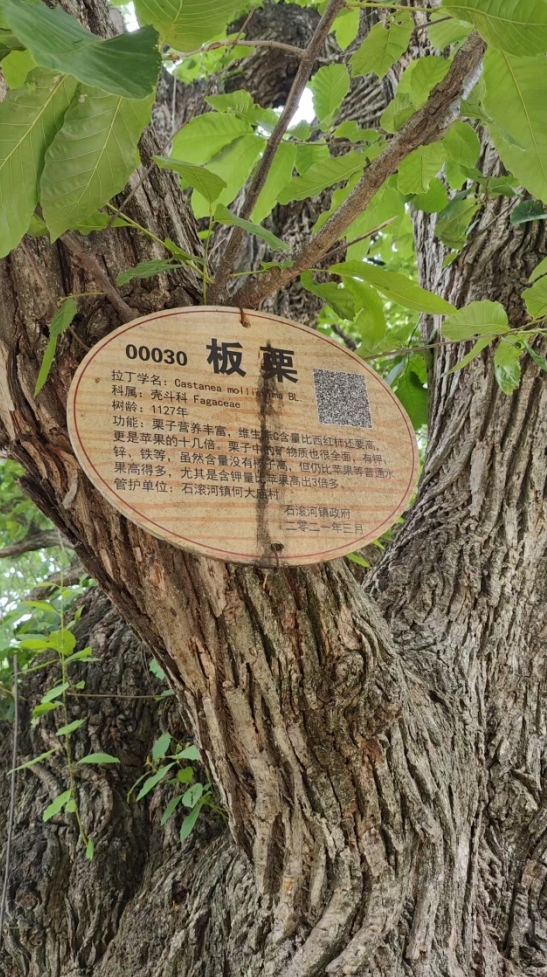 00030 板栗
拉丁学名：Castanea mollissima BL.
科属：壳斗科 Fagaceae
树龄：1127年
功能：栗子营养丰富，维生素C含量比西红柿还要高，
更是苹果的十几倍。栗子中的矿物质也很全面，有钾、
锌、铁等，虽然含量没有榛子高，但仍比苹果等普通水
果高得多，尤其是含钾量比苹果高出3倍多。
管护单位：石滚河镇何大庙村
石滚河镇政府
二零二一年三月